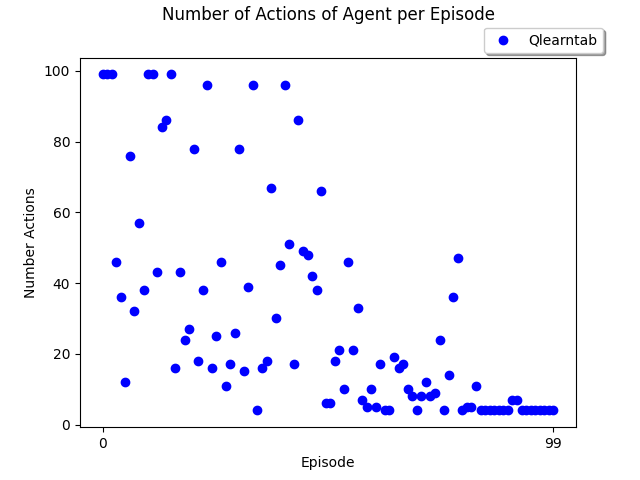 Number of Actions of Agent per Episode
Qlearntab
100
80
60
40
20
0
Number Actions
0 99
Episode